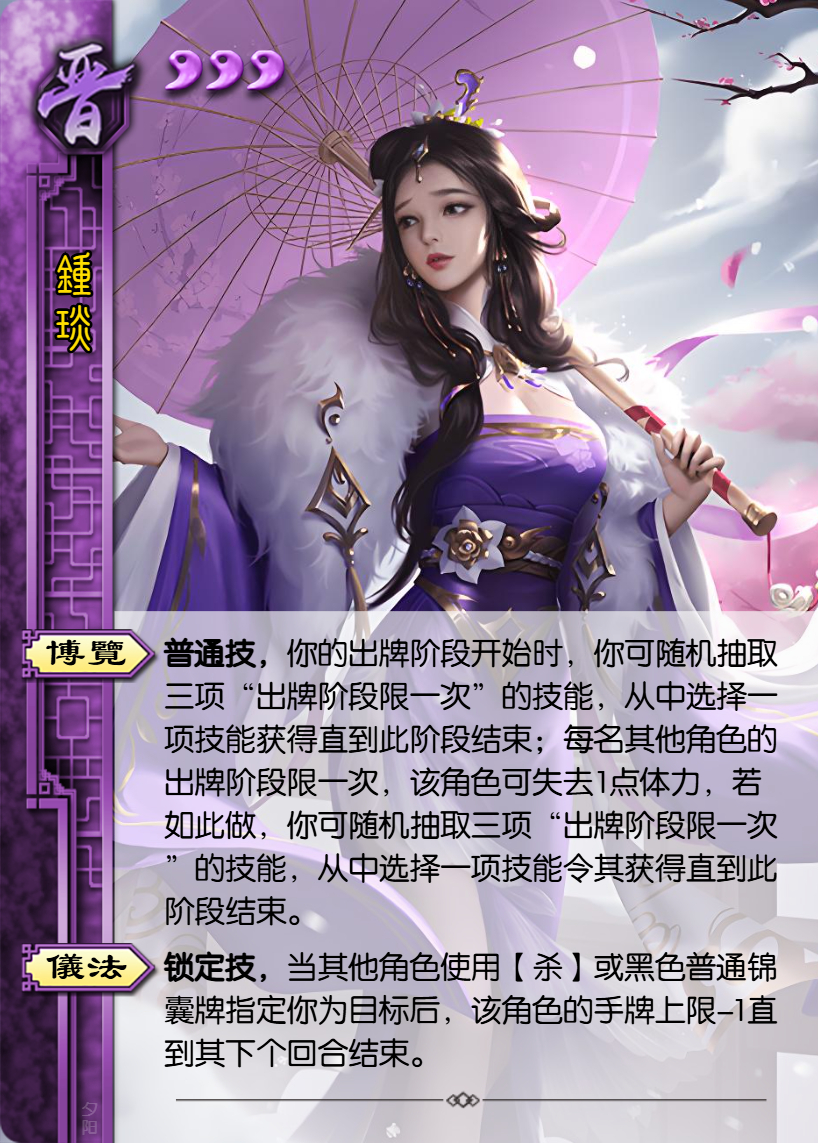 晋
鍾琰
博覽
普通技，你的出牌阶段开始时，你可随机抽取
三项“出牌阶段限一次”的技能，从中选择一
项技能获得直到此阶段结束；每名其他角色的
出牌阶段限一次，该角色可失去1点体力，若
如此做，你可随机抽取三项“出牌阶段限一次
”的技能，从中选择一项技能令其获得直到此
阶段结束。
儀法
锁定技，当其他角色使用【杀】或黑色普通锦
囊牌指定你为目标后，该角色的手牌上限-1直
到其下个回合结束。
夕阳